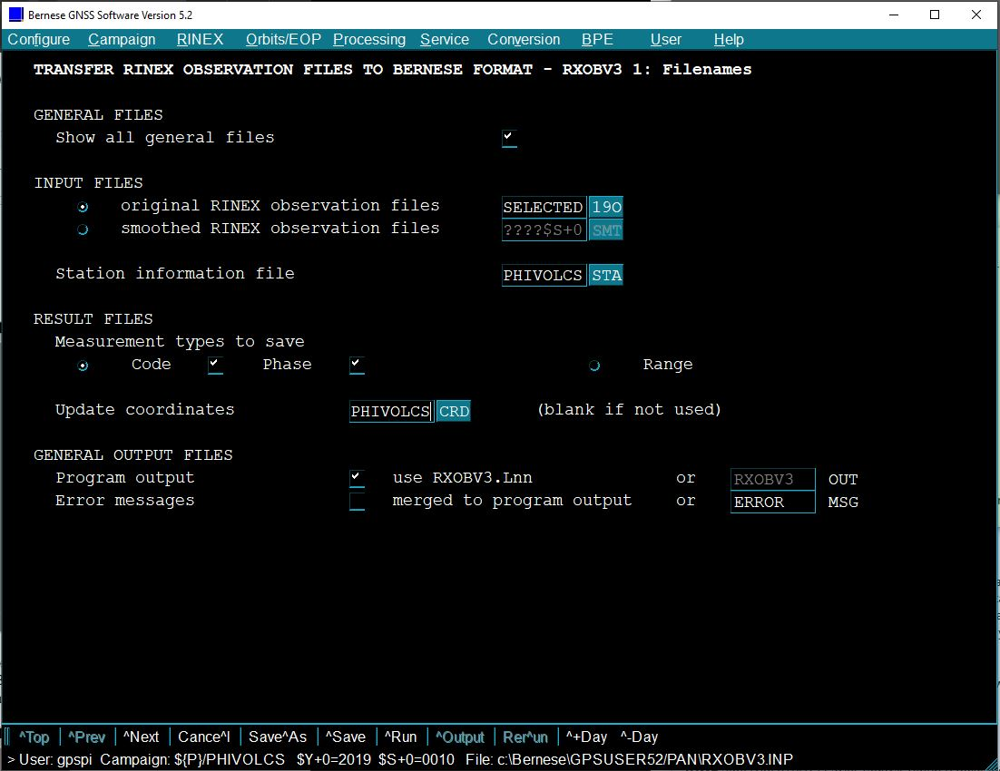 Bernese GNSS Software Version 5.2
Configure Campaign RINEX Orbits/EOP Processing Service Conversion BPE User Help
TRANSFER RINEX OBSERVATION FILES TO BERNESE FORMAT - RXOBV3 1: Filenames
GENERAL FILES
Show all general files
INPUT FILES
original RINEX observation files SELECTED 19O
smoothed RINEX observation files ????$S+0 SMT
Station information file PHIVOLCS STA
RESULT FILES
Measurement types to save
Code Phase Range
Update coordinates PHIVOLCS CRD (blank if not used)
GENERAL OUTPUT FILES
Program output use RXOBV3.Lnn or RXOBV3 OUT
Error messages merged to program output or ERROR MSG
^Top | ^Prev | ^Next | Cance^l | Save^As | ^Save | ^Run | ^Output | Rer^un | ^+Day ^-Day
> User: gpspi Campaign: ${P}/PHIVOLCS $Y+0=2019 $S+0=0010 File: c:\Bernese\GPSUSER52/PAN\RXOBV3.INP